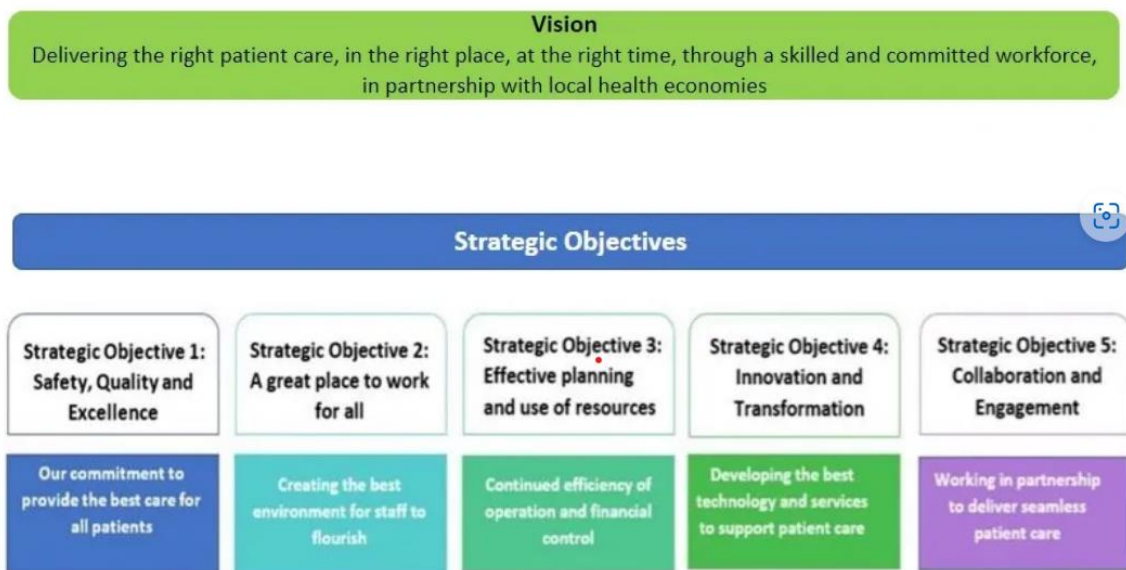 Vision
Delivering the right patient care, in the right place, at the right time, through a skilled and committed workforce,
in partnership with local health economies
Strategic Objectives
Strategic Objective 1:
Safety, Quality and
Excellence
Our commitment to
provide the best care for
all patients
Strategic Objective 2:
A great place to work
for all
Creating the best
environment for staff to
flourish
Strategic Objective 3:
Effective planning
and use of resources
Continued efficiency of
operation and financial
control
Strategic Objective 4:
Innovation and
Transformation
Developing the best
technology and services
to support patient care
Strategic Objective 5:
Collaboration and
Engagement
Working in partnership
to deliver seamless
patient care